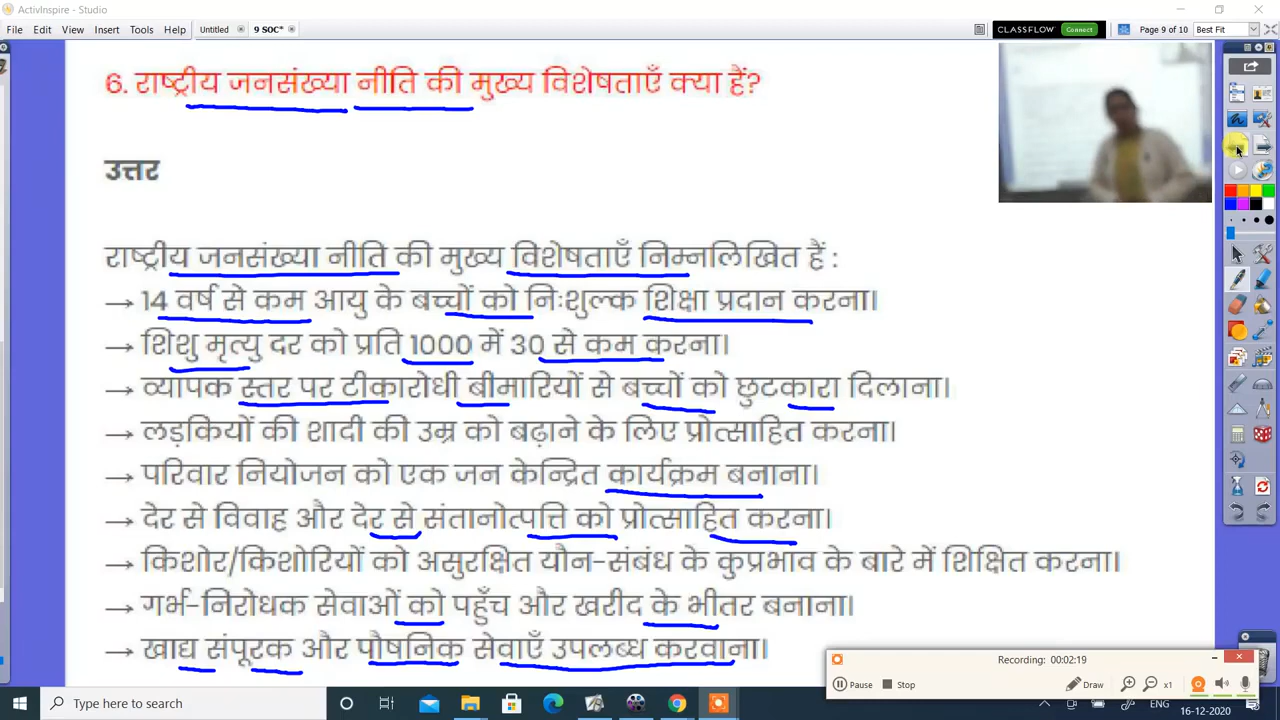 ActivInspire - Studio
File Edit View Insert Tools Help Untitled 9 SOC* CLASSFLOW Connect Page 9 of 10 Best Fit
6. राष्ट्रीय जनसंख्या नीति की मुख्य विशेषताएँ क्या हैं?
उत्तर
राष्ट्रीय जनसंख्या नीति की मुख्य विशेषताएँ निम्नलिखित हैं :
→ 14 वर्ष से कम आयु के बच्चों को निःशुल्क शिक्षा प्रदान करना।
→ शिशु मृत्यु दर को प्रति 1000 में 30 से कम करना।
→ व्यापक स्तर पर टीकारोधी बीमारियों से बच्चों को छुटकारा दिलाना।
→ लड़कियों की शादी की उम्र को बढ़ाने के लिए प्रोत्साहित करना।
→ परिवार नियोजन को एक जन केन्द्रित कार्यक्रम बनाना।
→ देर से विवाह और देर से संतानोत्पत्ति को प्रोत्साहित करना।
→ किशोर/किशोरियों को असुरक्षित यौन-संबंध के कुप्रभाव के बारे में शिक्षित करना।
→ गर्भ-निरोधक सेवाओं को पहुँच और खरीद के भीतर बनाना।
→ खाद्य संपूरक और पौषनिक सेवाएँ उपलब्ध करवाना।
Recording: 00:02:19
Pause Stop Draw x1
Type here to search
ENG 12:07
16-12-2020